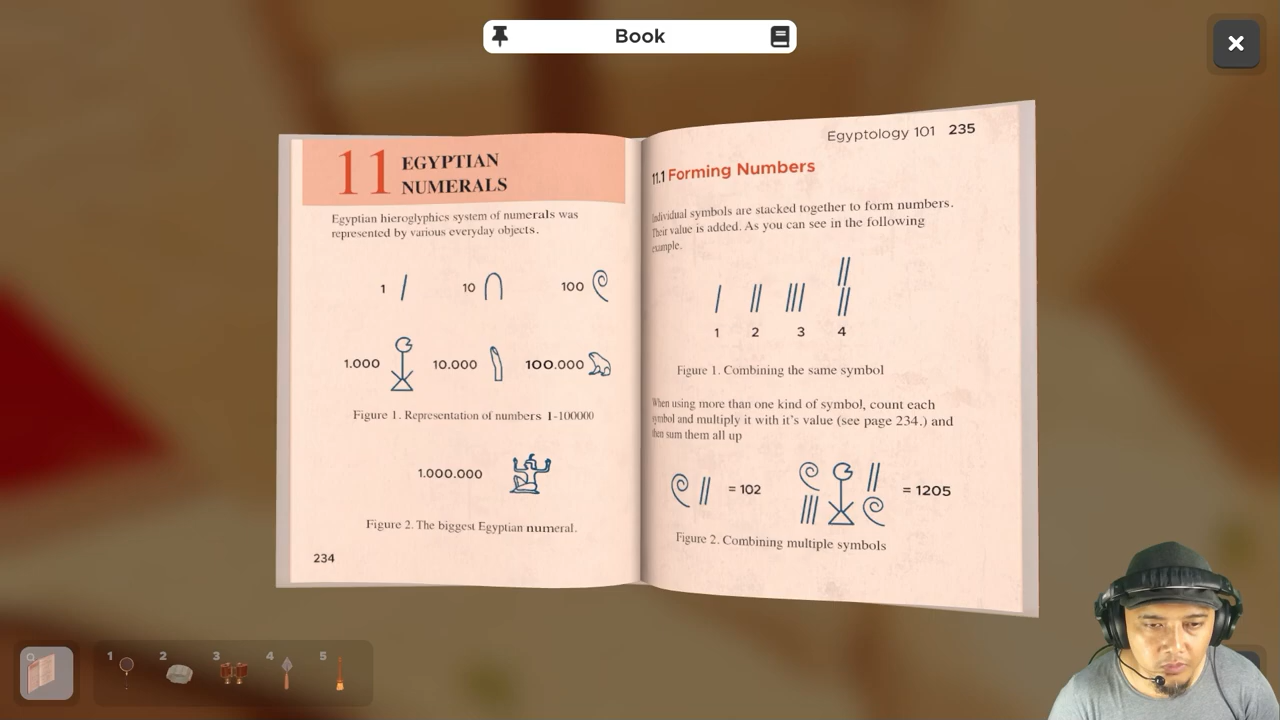 Book
11 EGYPTIAN
NUMERALS
Egyptian hieroglyphics system of numerals was
represented by various everyday objects.
1
10
100
1.000
10.000
100.000
Figure 1. Representation of numbers 1-100000
1.000.000
Figure 2. The biggest Egyptian numeral.
234
Egyptology 101 235
11.1 Forming Numbers
Individual symbols are stacked together to form numbers.
Their value is added. As you can see in the following
example.
1
2
3
4
Figure 1. Combining the same symbol
When using more than one kind of symbol, count each
symbol and multiply it with it's value (see page 234.) and
then sum them all up
= 102
= 1205
Figure 2. Combining multiple symbols
Q
1
2
3
4
5